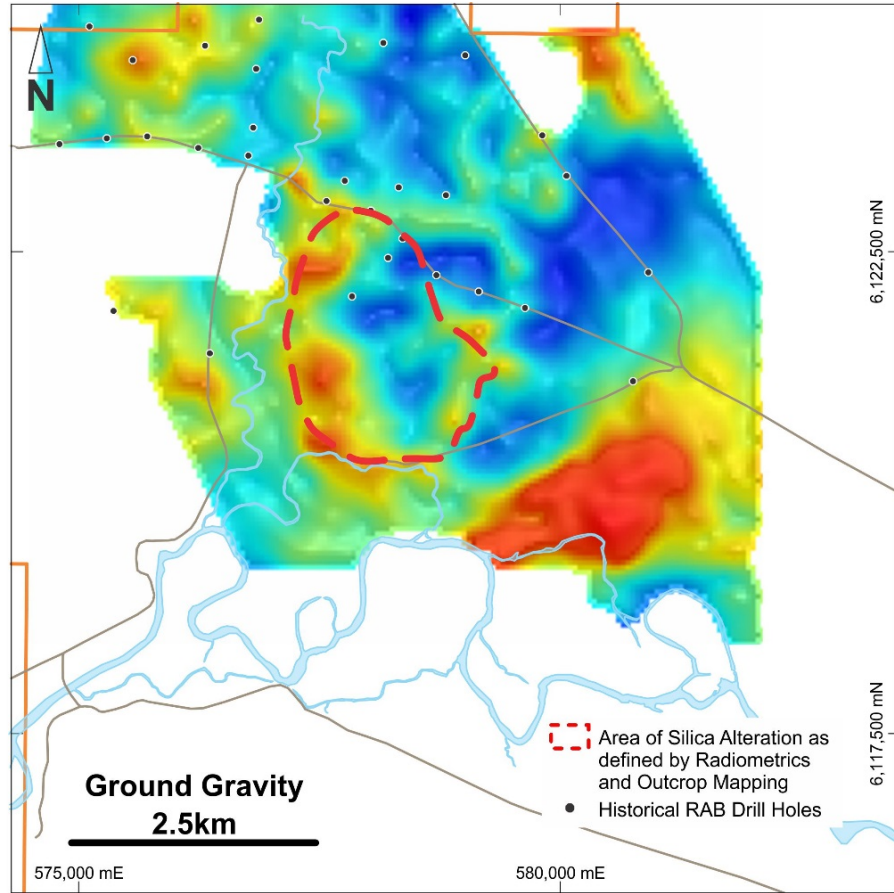 N
6,122,500 mN
6,117,500 mN
Area of Silica Alteration as
defined by Radiometrics
and Outcrop Mapping
Historical RAB Drill Holes
Ground Gravity
2.5km
575,000 mE
580,000 mE